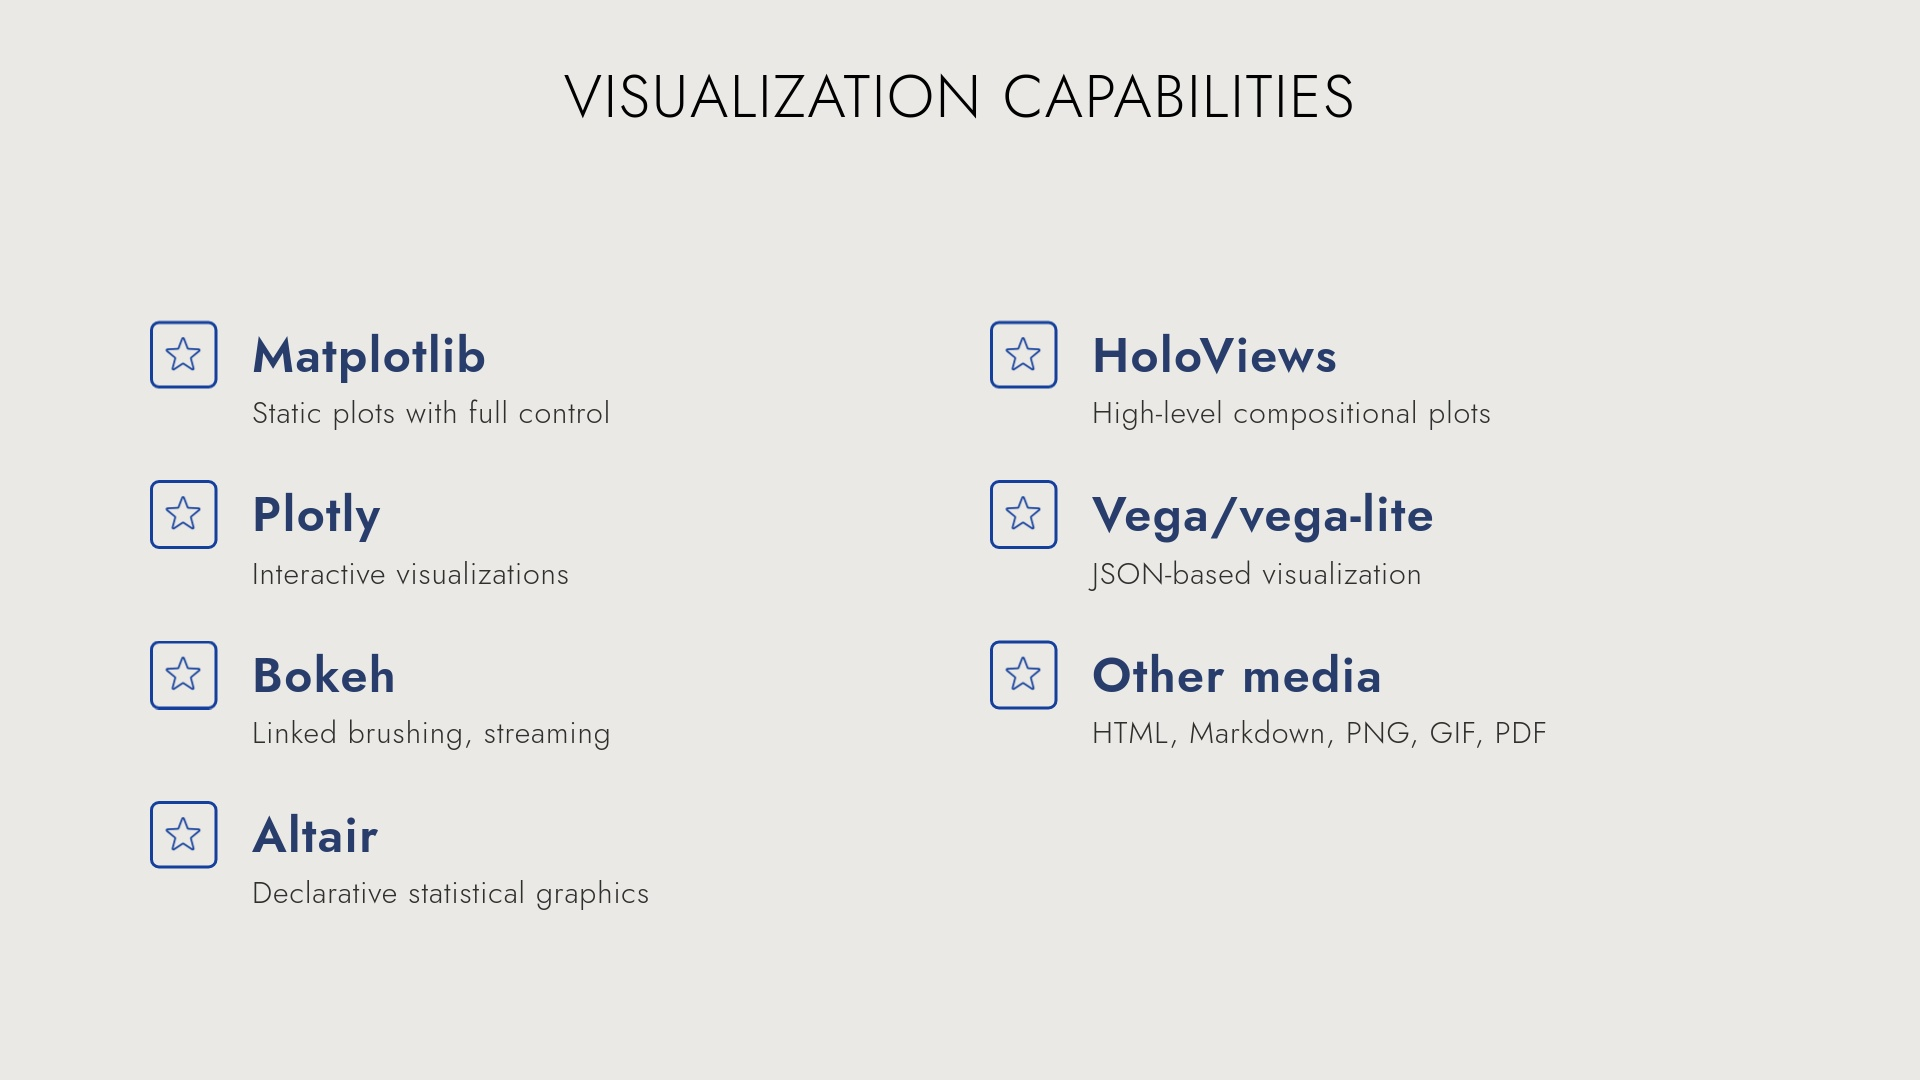 VISUALIZATION CAPABILITIES
Matplotlib
Static plots with full control
Plotly
Interactive visualizations
Bokeh
Linked brushing, streaming
Altair
Declarative statistical graphics
HoloViews
High-level compositional plots
Vega/vega-lite
JSON-based visualization
Other media
HTML, Markdown, PNG, GIF, PDF